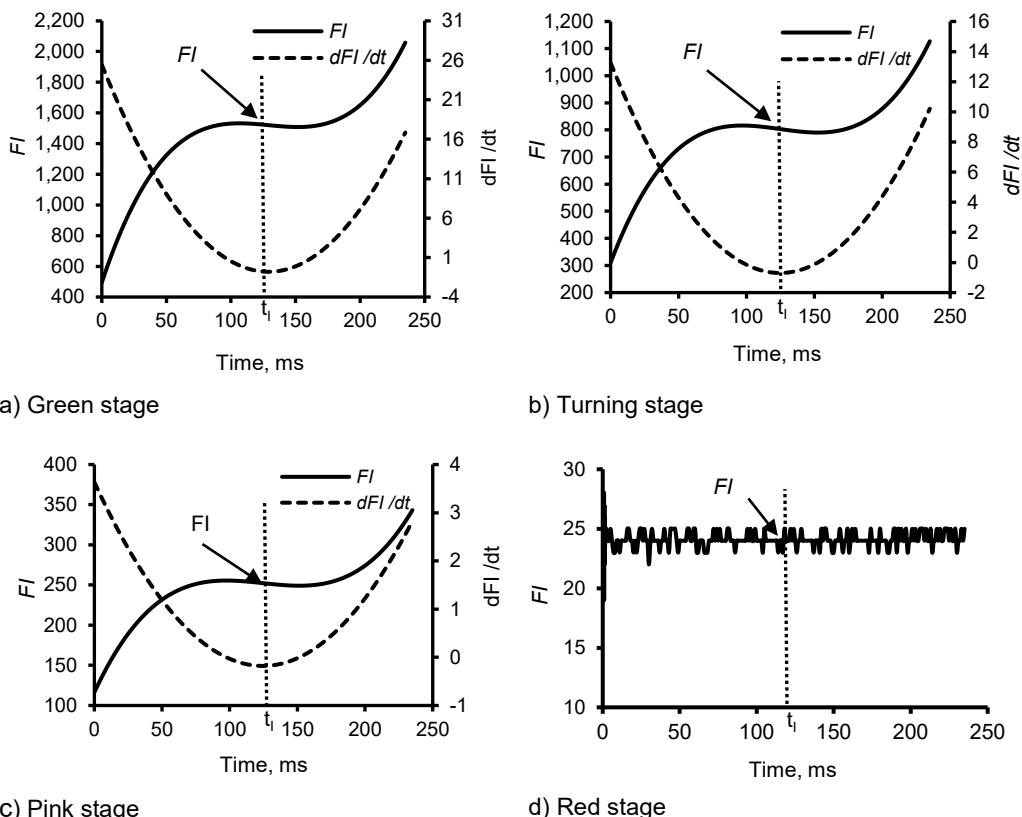 2,200
2,000
1,800
1,600
1,400
1,200
1,000
800
600
400
FI
31
26
21
16
11
6
1
-4
dFI /dt
FI
dFI /dt
FI
0 50 100 150 200 250
tI
Time, ms
a) Green stage
1,200
1,100
1,000
900
800
700
600
500
400
300
200
FI
16
14
12
10
8
6
4
2
0
-2
dFI /dt
FI
dFI /dt
FI
0 50 100 150 200 250
tI
Time, ms
b) Turning stage
400
350
300
250
200
150
100
FI
4
3
2
1
0
-1
dFI /dt
FI
dFI /dt
FI
0 50 100 150 200 250
tI
Time, ms
c) Pink stage
30
25
20
15
10
FI
FI
0 50 100 150 200 250
tI
Time, ms
d) Red stage